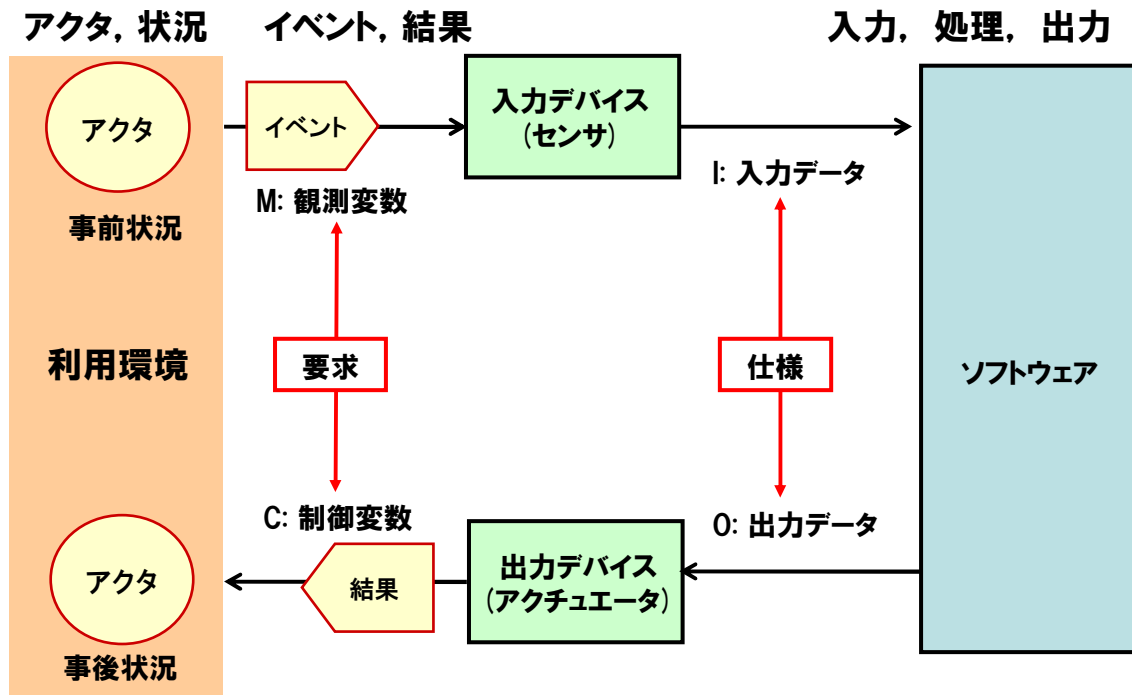 アクタ, 状況
イベント, 結果
入力, 処理, 出力
アクタ
イベント
入力デバイス
(センサ)
I: 入力データ
M: 観測変数
事前状況
利用環境
要求
仕様
ソフトウェア
C: 制御変数
O: 出力データ
アクタ
結果
出力デバイス
(アクチュエータ)
事後状況